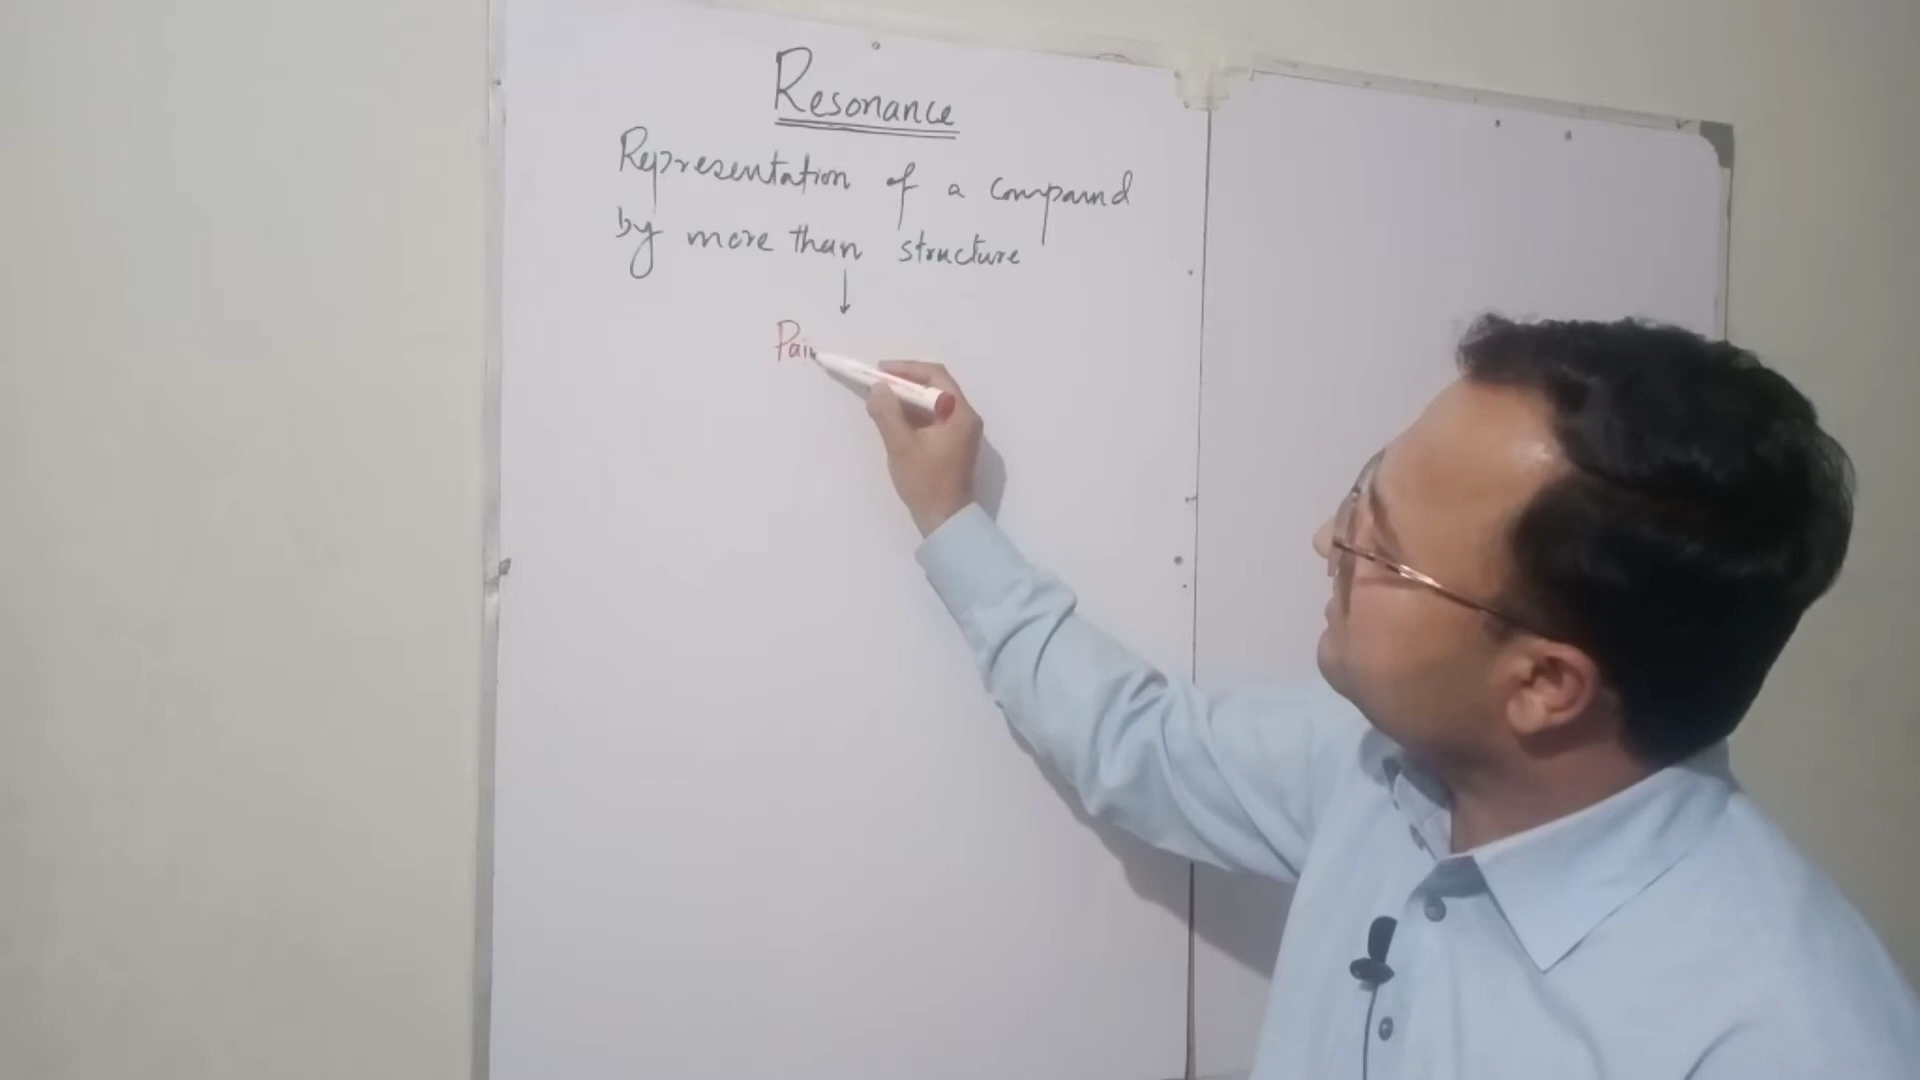 Resonance
Representation of a compound
by more than structure
Pai